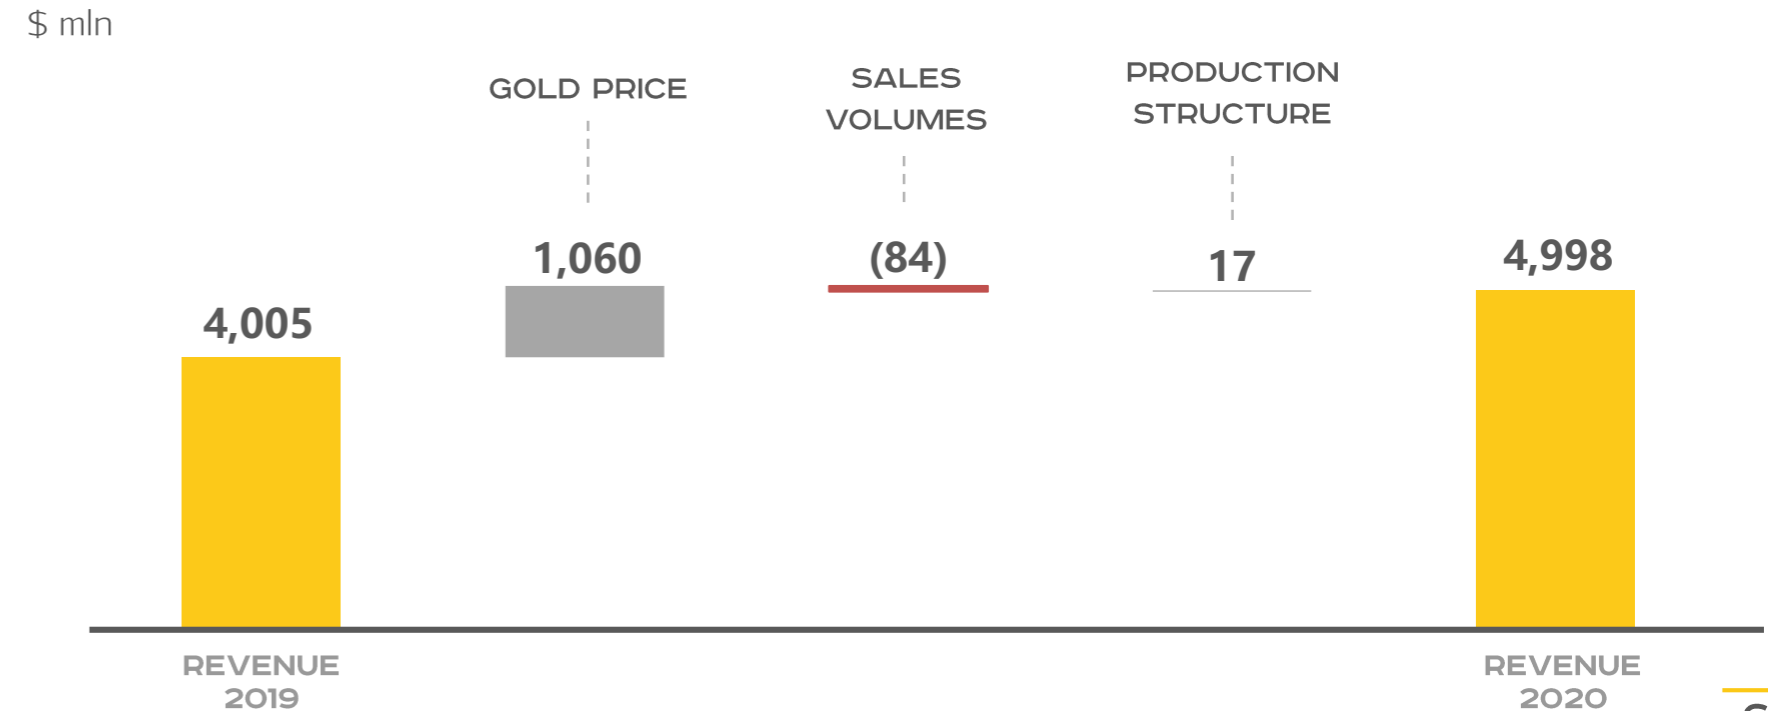 $ mln
GOLD PRICE
SALES
VOLUMES
PRODUCTION
STRUCTURE
1,060
(84)
17
4,998
4,005
REVENUE
2019
REVENUE
2020